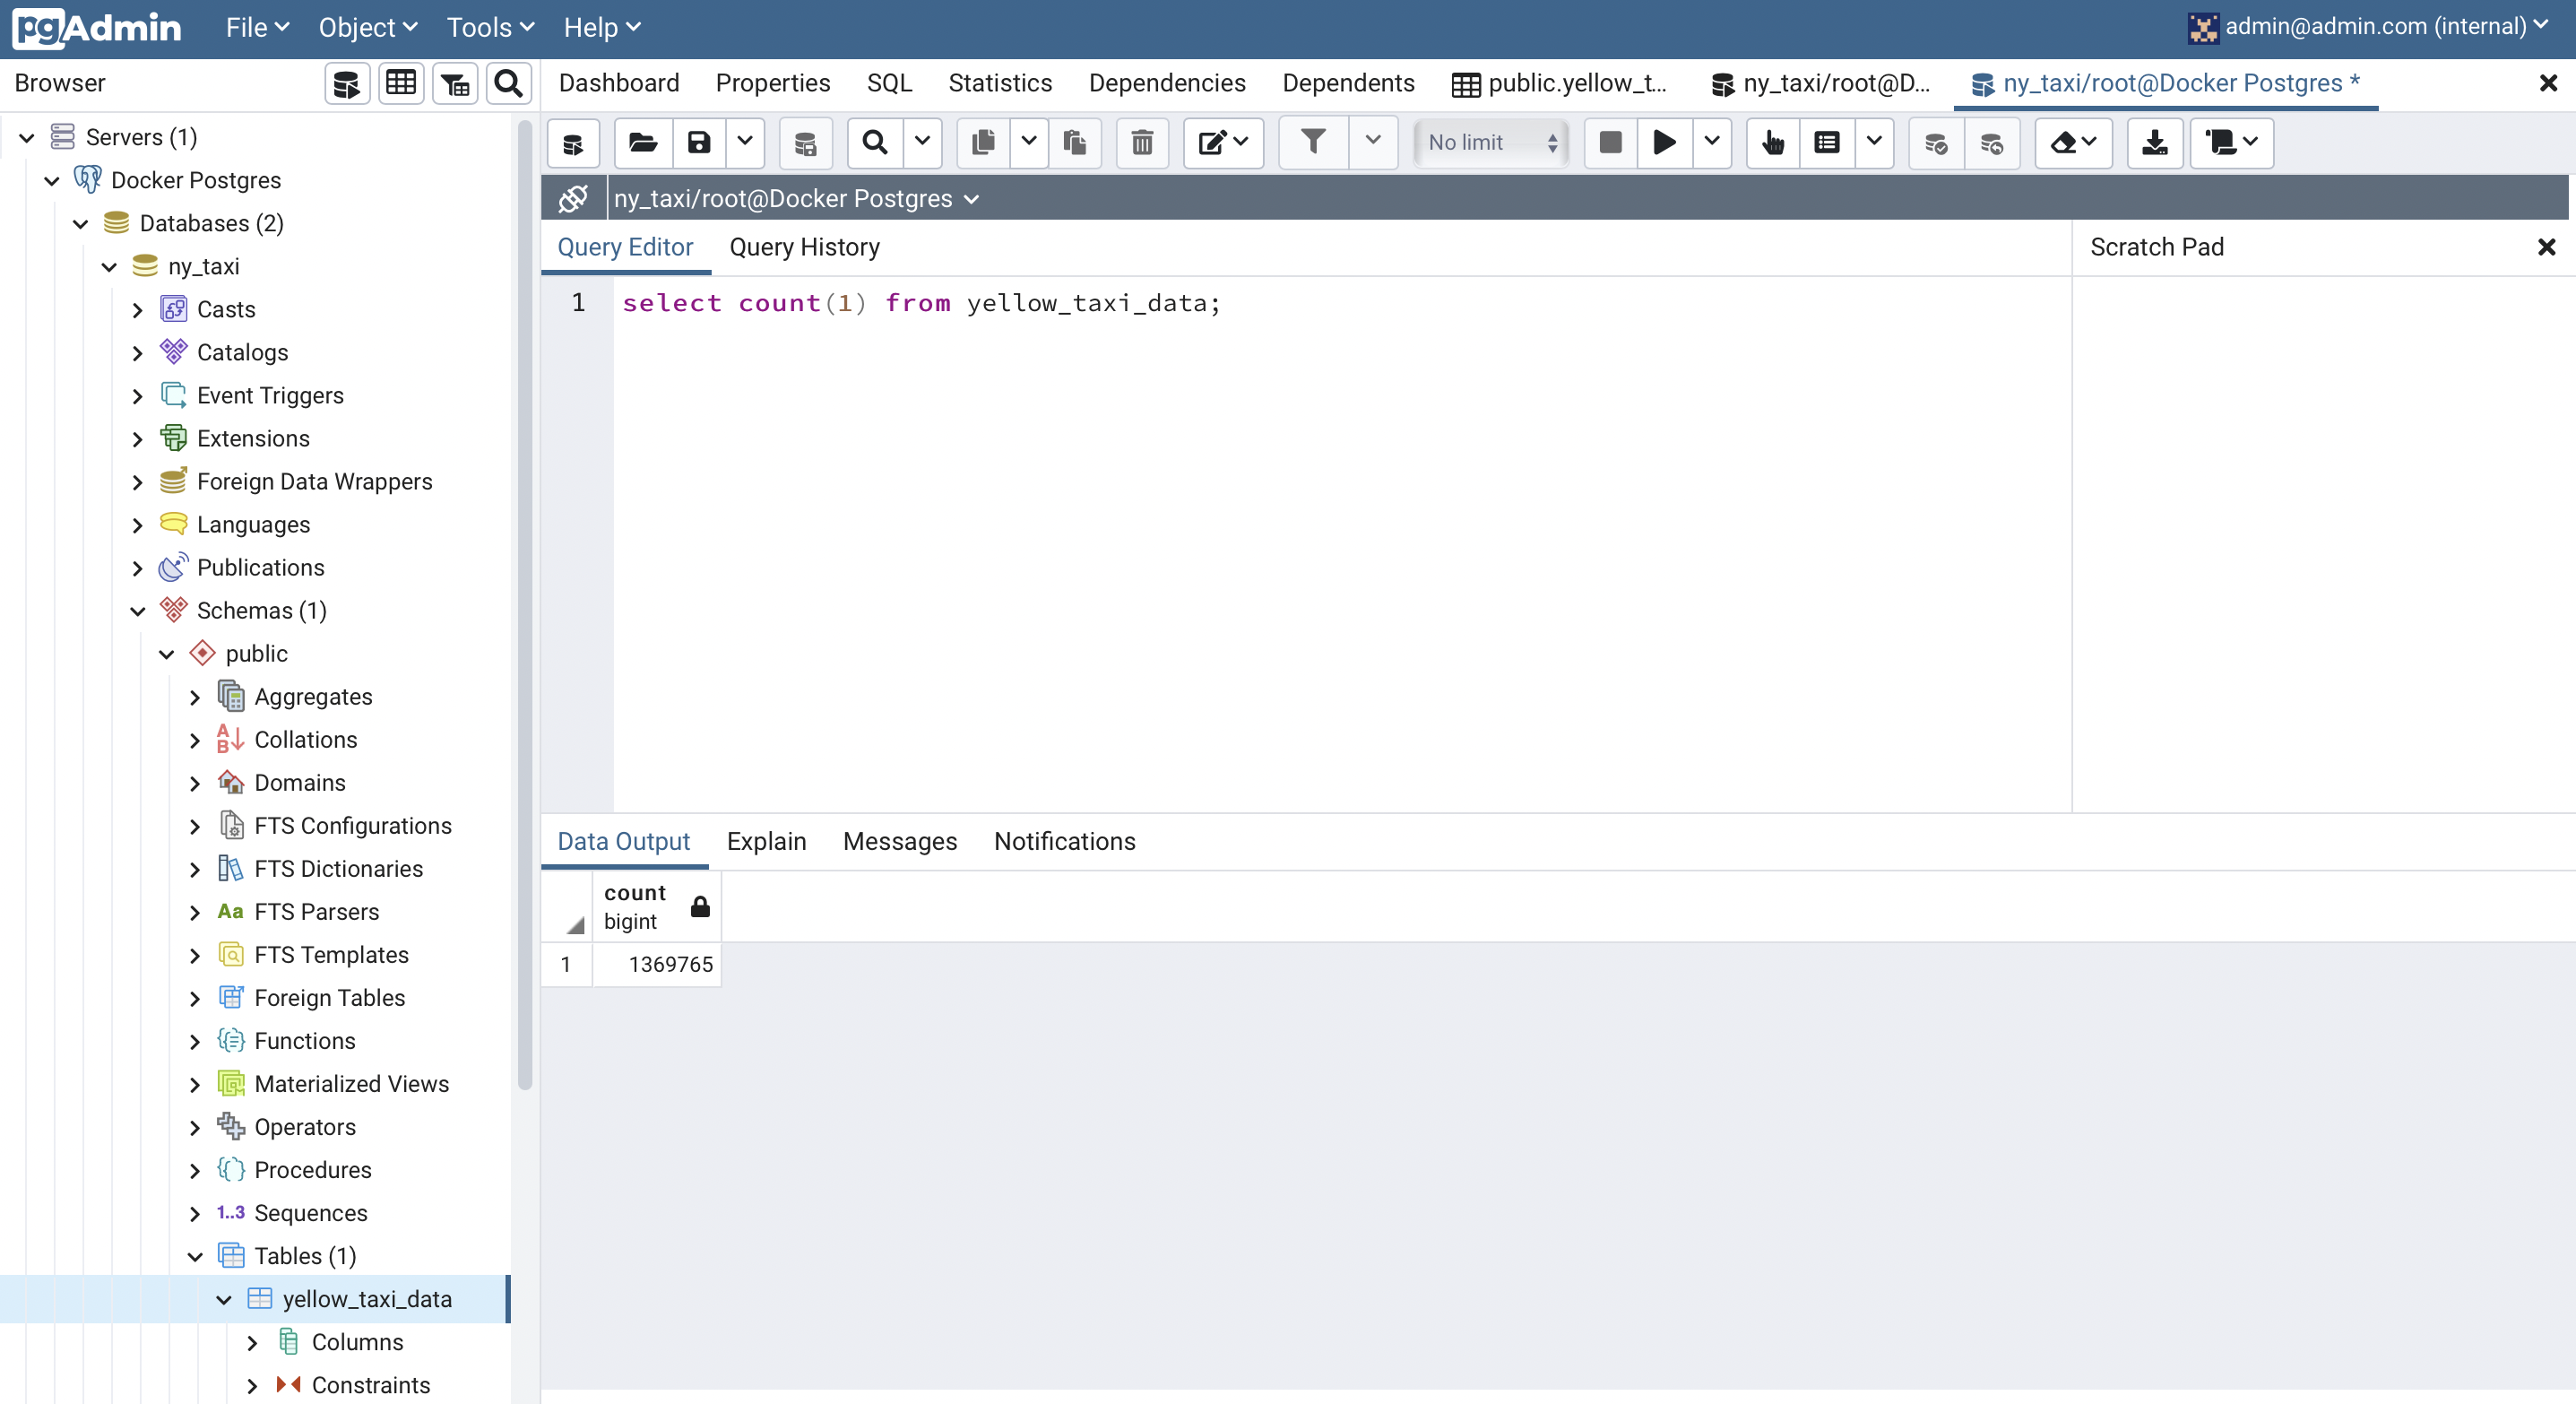 pgAdmin File Object Tools Help admin@admin.com (internal)
Browser
Dashboard Properties SQL Statistics Dependencies Dependents public.yellow_t... ny_taxi/root@D... ny_taxi/root@Docker Postgres *
No limit
Servers (1)
Docker Postgres
Databases (2)
ny_taxi
Casts
Catalogs
Event Triggers
Extensions
Foreign Data Wrappers
Languages
Publications
Schemas (1)
public
Aggregates
Collations
Domains
FTS Configurations
FTS Dictionaries
Aa FTS Parsers
FTS Templates
Foreign Tables
Functions
Materialized Views
Operators
Procedures
1..3 Sequences
Tables (1)
yellow_taxi_data
Columns
Constraints
ny_taxi/root@Docker Postgres
Query Editor Query History
Scratch Pad
1 select count(1) from yellow_taxi_data;
Data Output Explain Messages Notifications
count
bigint
1 1369765